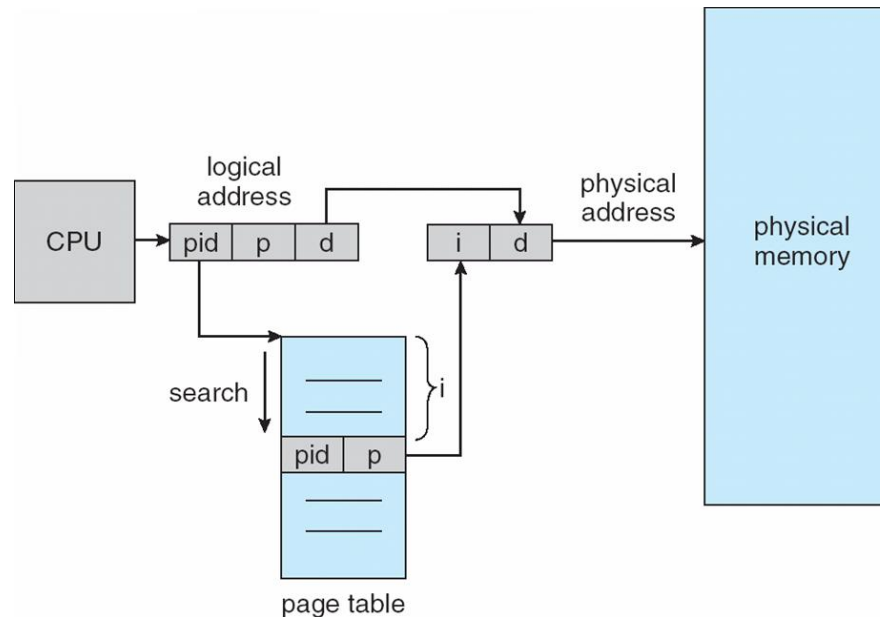 logical
address
physical
address
CPU
pid p d
i d
physical
memory
search
i
pid p
page table